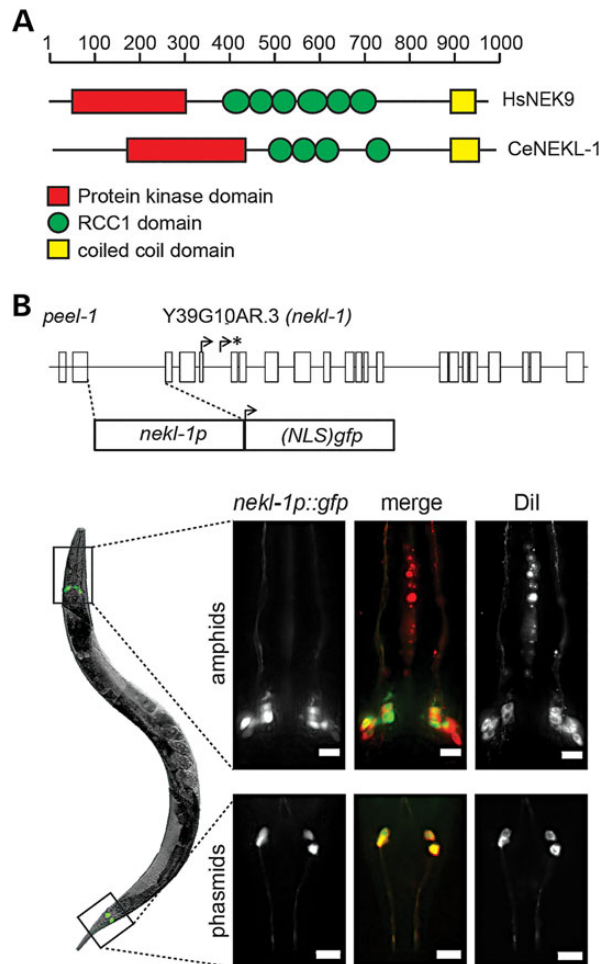 A
1 100 200 300 400 500 600 700 800 900 1000
HsNEK9
CeNEKL-1
Protein kinase domain
RCC1 domain
coiled coil domain
B
peel-1 Y39G10AR.3 (nekl-1)
*
nekl-1p (NLS)gfp
nekl-1p::gfp merge DiI
amphids
phasmids